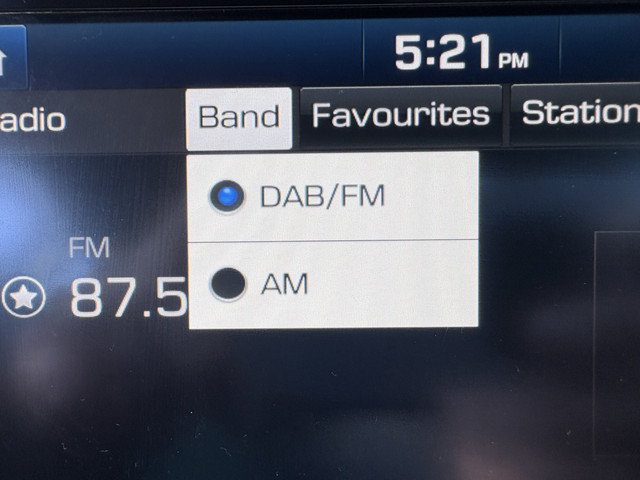 5:21 PM
adio
Band
Favourites
Station
DAB/FM
AM
FM
87.5